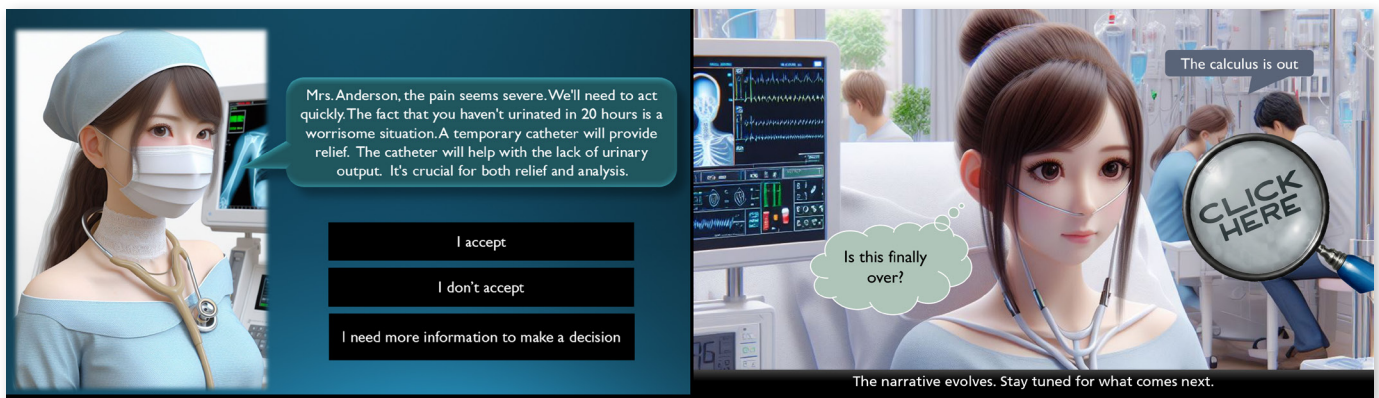 Mrs. Anderson, the pain seems severe. We'll need to act
quickly. The fact that you haven't urinated in 20 hours is a
worrisome situation. A temporary catheter will provide
relief. The catheter will help with the lack of urinary
output. It's crucial for both relief and analysis.
I accept
I don't accept
I need more information to make a decision
The calculus is out
CLICK
HERE
Is this finally
over?
The narrative evolves. Stay tuned for what comes next.